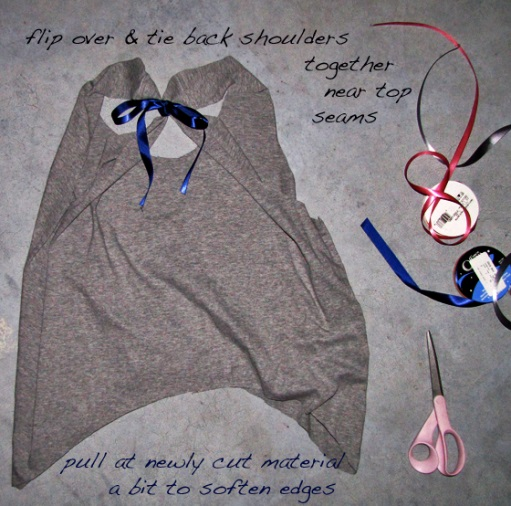 flip over & tie back shoulders
together
near top
seams
pull at newly cut material
a bit to soften edges